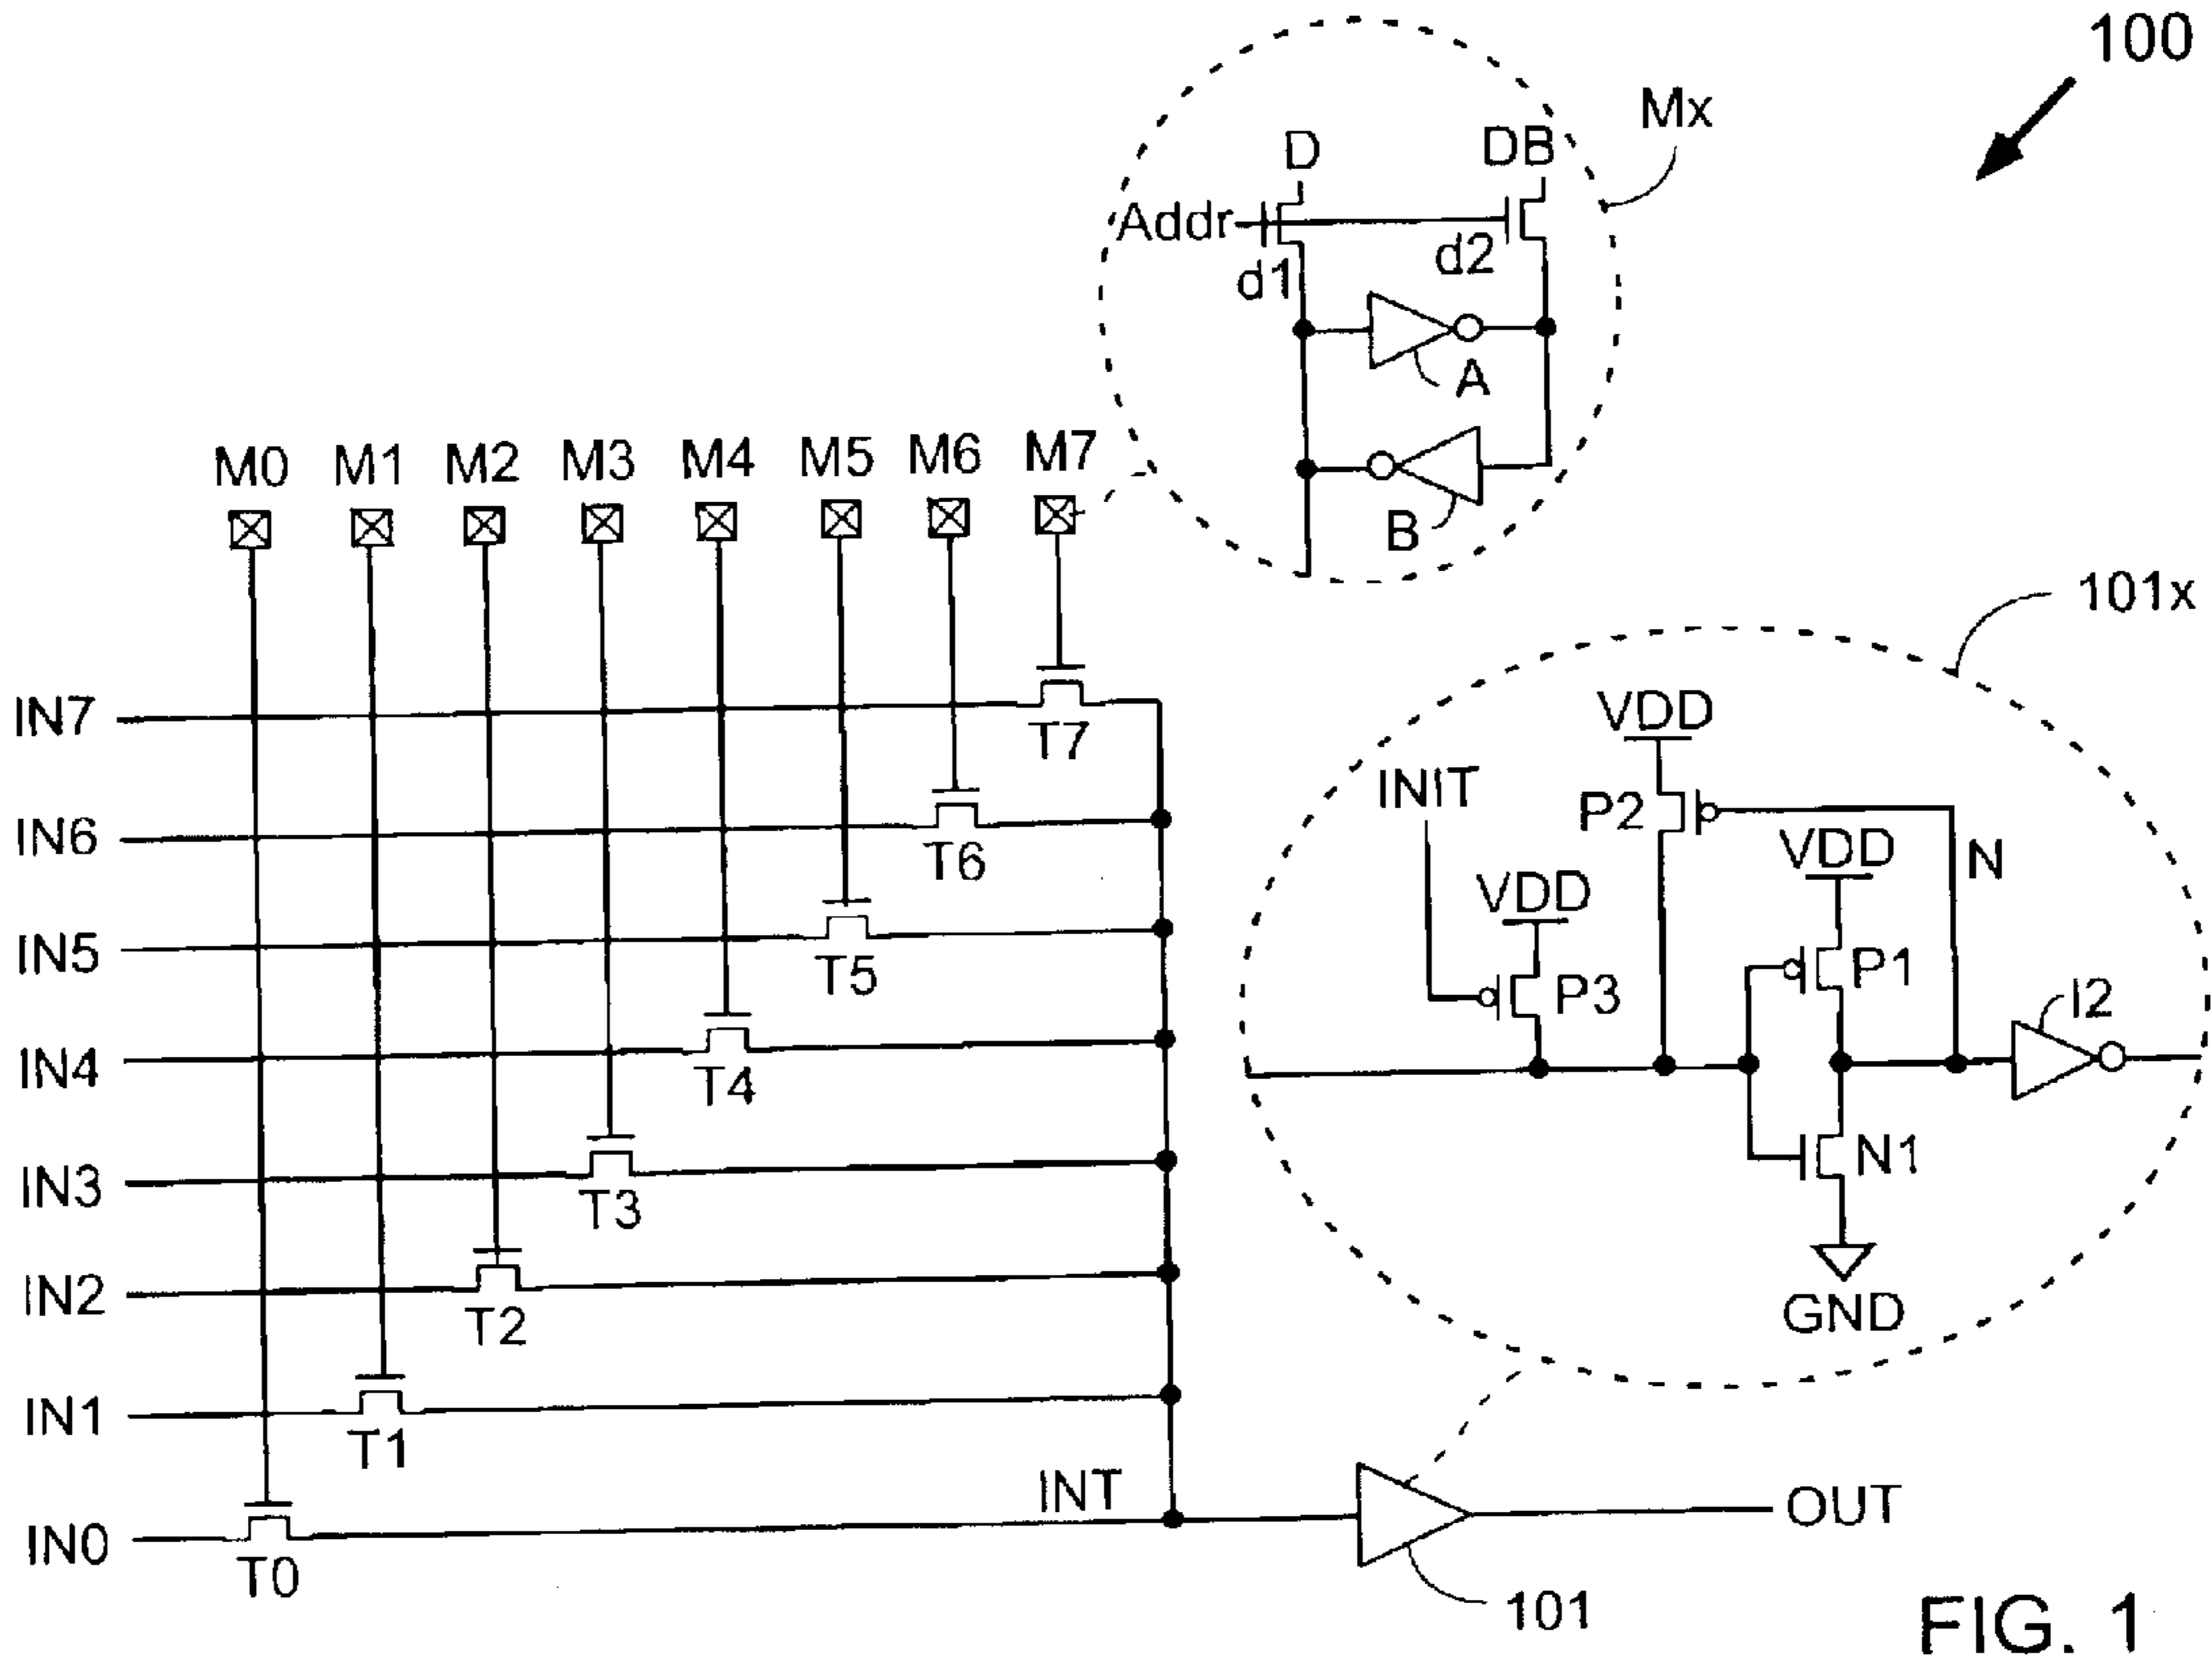 100
Mx
D
DB
Addr
d1
d2
A
B
M0
M1
M2
M3
M4
M5
M6
M7
101x
IN7
T7
VDD
INIT
P2
VDD
N
IN6
T6
VDD
IN5
T5
P3
P1
I2
IN4
T4
IN3
T3
N1
IN2
T2
GND
IN1
T1
INT
OUT
IN0
T0
101
FIG. 1